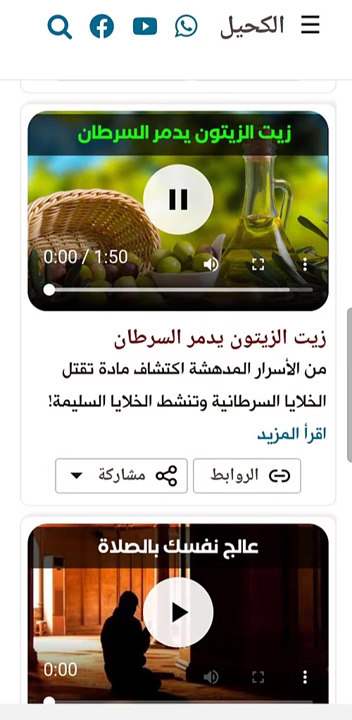 الكحيل
زيت الزيتون يدمر السرطان
0:00 / 1:50
زيت الزيتون يدمر السرطان
من الأسرار المدهشة اكتشاف مادة تقتل
الخلايا السرطانية وتنشط الخلايا السليمة!
اقرأ المزيد
الروابط
مشاركة
عالج نفسك بالصلاة
0:00